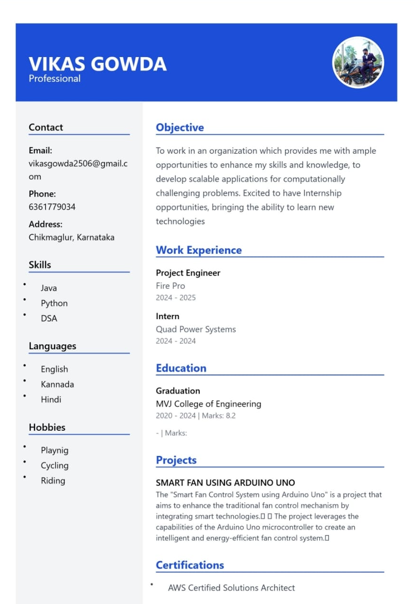 VIKAS GOWDA
Professional
Contact
Email:
vikasgowda2506@gmail.c
om
Phone:
6361779034
Address:
Chikmaglur, Karnataka
Skills
• Java
• Python
• DSA
Languages
• English
• Kannada
• Hindi
Hobbies
• Playnig
• Cycling
• Riding
Objective
To work in an organization which provides me with ample
opportunities to enhance my skills and knowledge, to
develop scalable applications for computationally
challenging problems. Excited to have Internship
opportunities, bringing the ability to learn new
technologies
Work Experience
Project Engineer
Fire Pro
2024 - 2025
Intern
Quad Power Systems
2024 - 2024
Education
Graduation
MVJ College of Engineering
2020 - 2024 | Marks: 8.2
- | Marks:
Projects
SMART FAN USING ARDUINO UNO
The "Smart Fan Control System using Arduino Uno" is a project that
aims to enhance the traditional fan control mechanism by
integrating smart technologies.▯ ▯ The project leverages the
capabilities of the Arduino Uno microcontroller to create an
intelligent and energy-efficient fan control system.▯
Certifications
• AWS Certified Solutions Architect